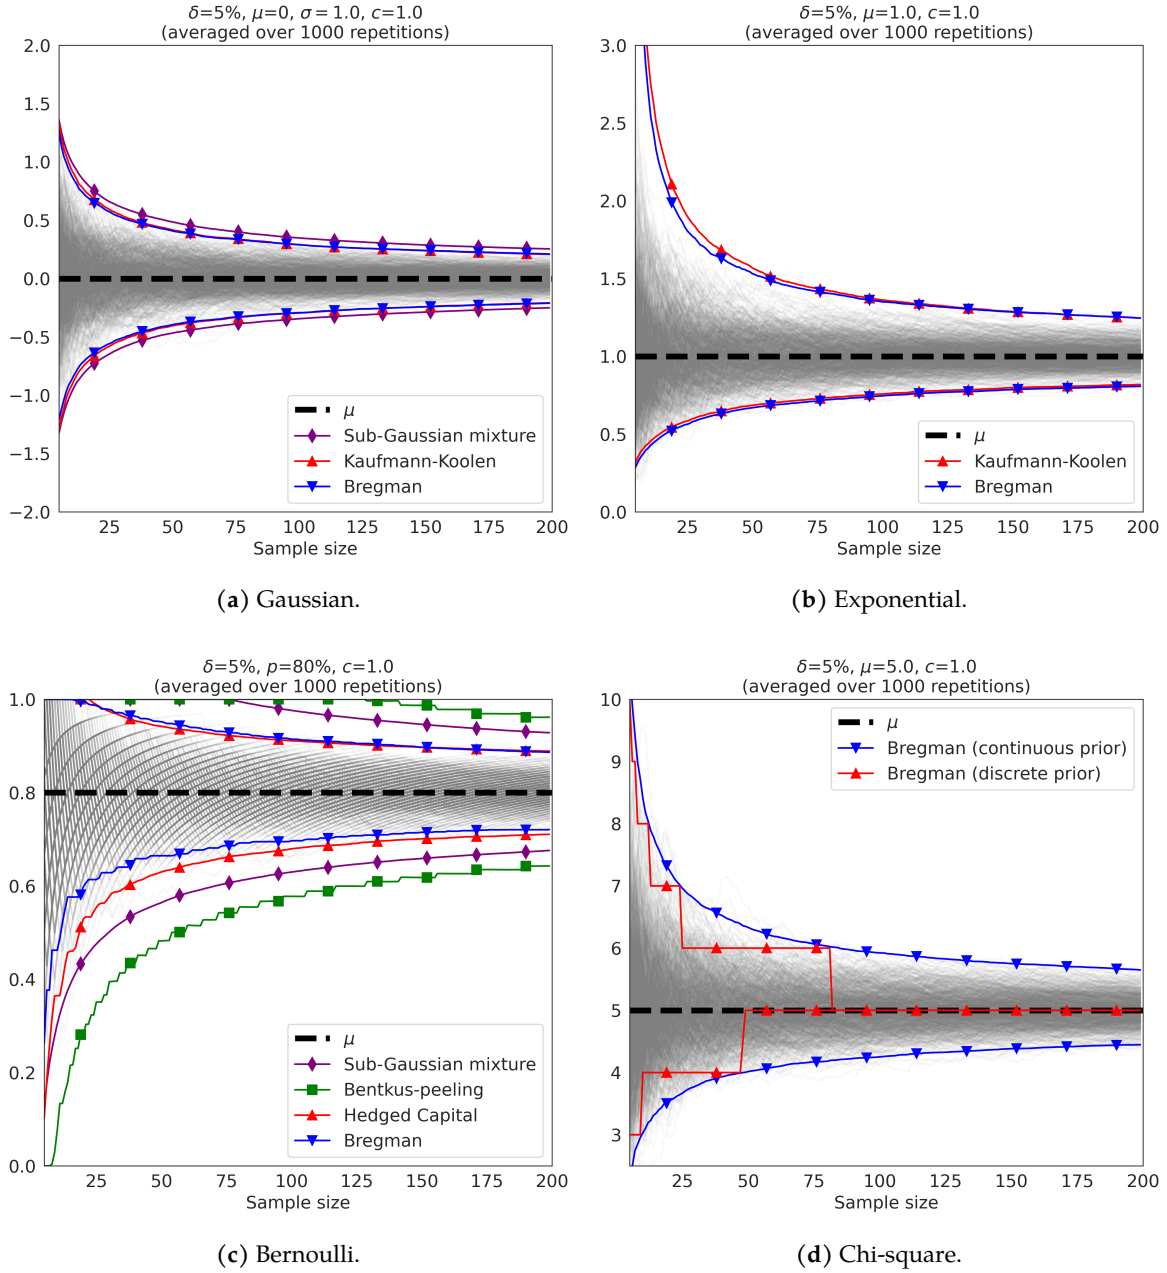 δ=5%, μ=0, σ = 1.0, c=1.0
(averaged over 1000 repetitions)
2.0
1.5
1.0
0.5
0.0
−0.5
−1.0
−1.5
−2.0
μ
Sub-Gaussian mixture
Kaufmann-Koolen
Bregman
25 50 75 100 125 150 175 200
Sample size
(a) Gaussian.
δ=5%, μ=1.0, c=1.0
(averaged over 1000 repetitions)
3.0
2.5
2.0
1.5
1.0
0.5
0.0
μ
Kaufmann-Koolen
Bregman
25 50 75 100 125 150 175 200
Sample size
(b) Exponential.
δ=5%, p=80%, c=1.0
(averaged over 1000 repetitions)
1.0
0.8
0.6
0.4
0.2
0.0
μ
Sub-Gaussian mixture
Bentkus-peeling
Hedged Capital
Bregman
25 50 75 100 125 150 175 200
Sample size
(c) Bernoulli.
δ=5%, μ=5.0, c=1.0
(averaged over 1000 repetitions)
10
9
8
7
6
5
4
3
μ
Bregman (continuous prior)
Bregman (discrete prior)
25 50 75 100 125 150 175 200
Sample size
(d) Chi-square.